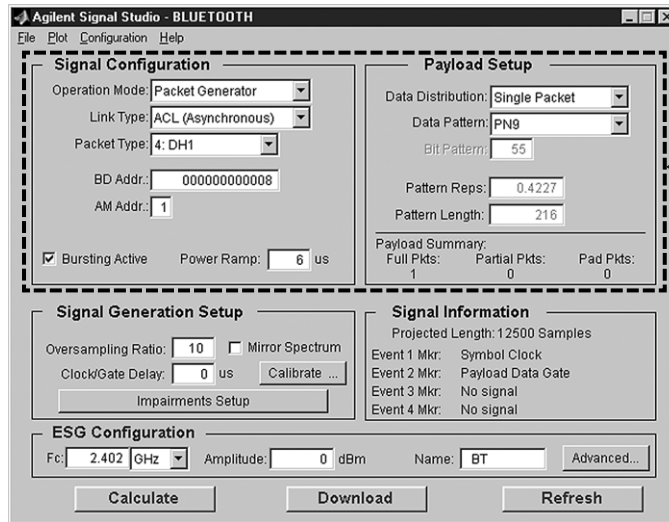 Agilent Signal Studio - BLUETOOTH
File Plot Configuration Help
Signal Configuration
Operation Mode: Packet Generator
Link Type: ACL (Asynchronous)
Packet Type: 4: DH1
BD Addr.: 000000000008
AM Addr.: 1
Bursting Active Power Ramp: 6 us
Payload Setup
Data Distribution: Single Packet
Data Pattern: PN9
Bit Pattern: 55
Pattern Reps: 0.4227
Pattern Length: 216
Payload Summary:
Full Pkts: Partial Pkts: Pad Pkts:
1 0 0
Signal Generation Setup
Oversampling Ratio: 10 Mirror Spectrum
Clock/Gate Delay: 0 us Calibrate ...
Impairments Setup
Signal Information
Projected Length: 12500 Samples
Event 1 Mkr: Symbol Clock
Event 2 Mkr: Payload Data Gate
Event 3 Mkr: No signal
Event 4 Mkr: No signal
ESG Configuration
Fc: 2.402 GHz Amplitude: 0 dBm Name: BT Advanced...
Calculate Download Refresh